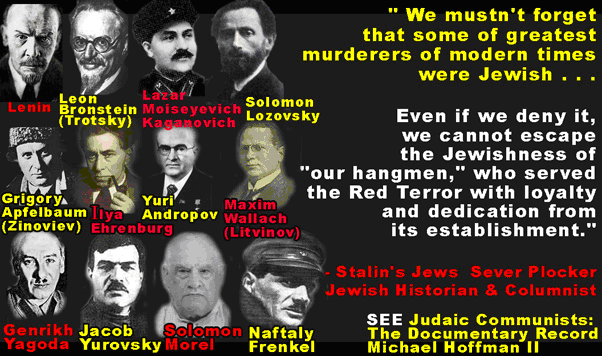 " We mustn't forget
that some of greatest
murderers of modern times
were Jewish . . .
Lenin
Leon
Bronstein
(Trotsky)
Lazar
Moiseyevich
Kaganovich
Solomon
Lozovsky
Even if we deny it,
we cannot escape
the Jewishness of
"our hangmen," who served
the Red Terror with loyalty
and dedication from
its establishment."
Grigory
Apfelbaum
(Zinoviev)
Ilya
Ehrenburg
Yuri
Andropov
Maxim
Wallach
(Litvinov)
- Stalin's Jews Sever Plocker
Jewish Historian & Columnist
Genrikh
Yagoda
Jacob
Yurovsky
Solomon
Morel
Naftaly
Frenkel
SEE Judaic Communists:
The Documentary Record
Michael Hoffman II